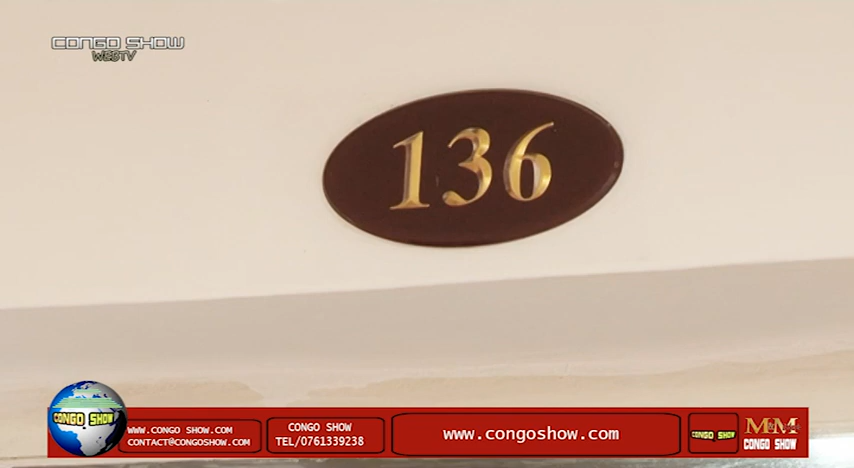 CONGO SHOW
WEBTV
136
CONGO SHOW
WWW.CONGO SHOW.COM
CONTACT@CONGOSHOW.COM
CONGO SHOW
TEL/0761339238
www.congoshow.com
CONGO SHOW
CONGO SHOW